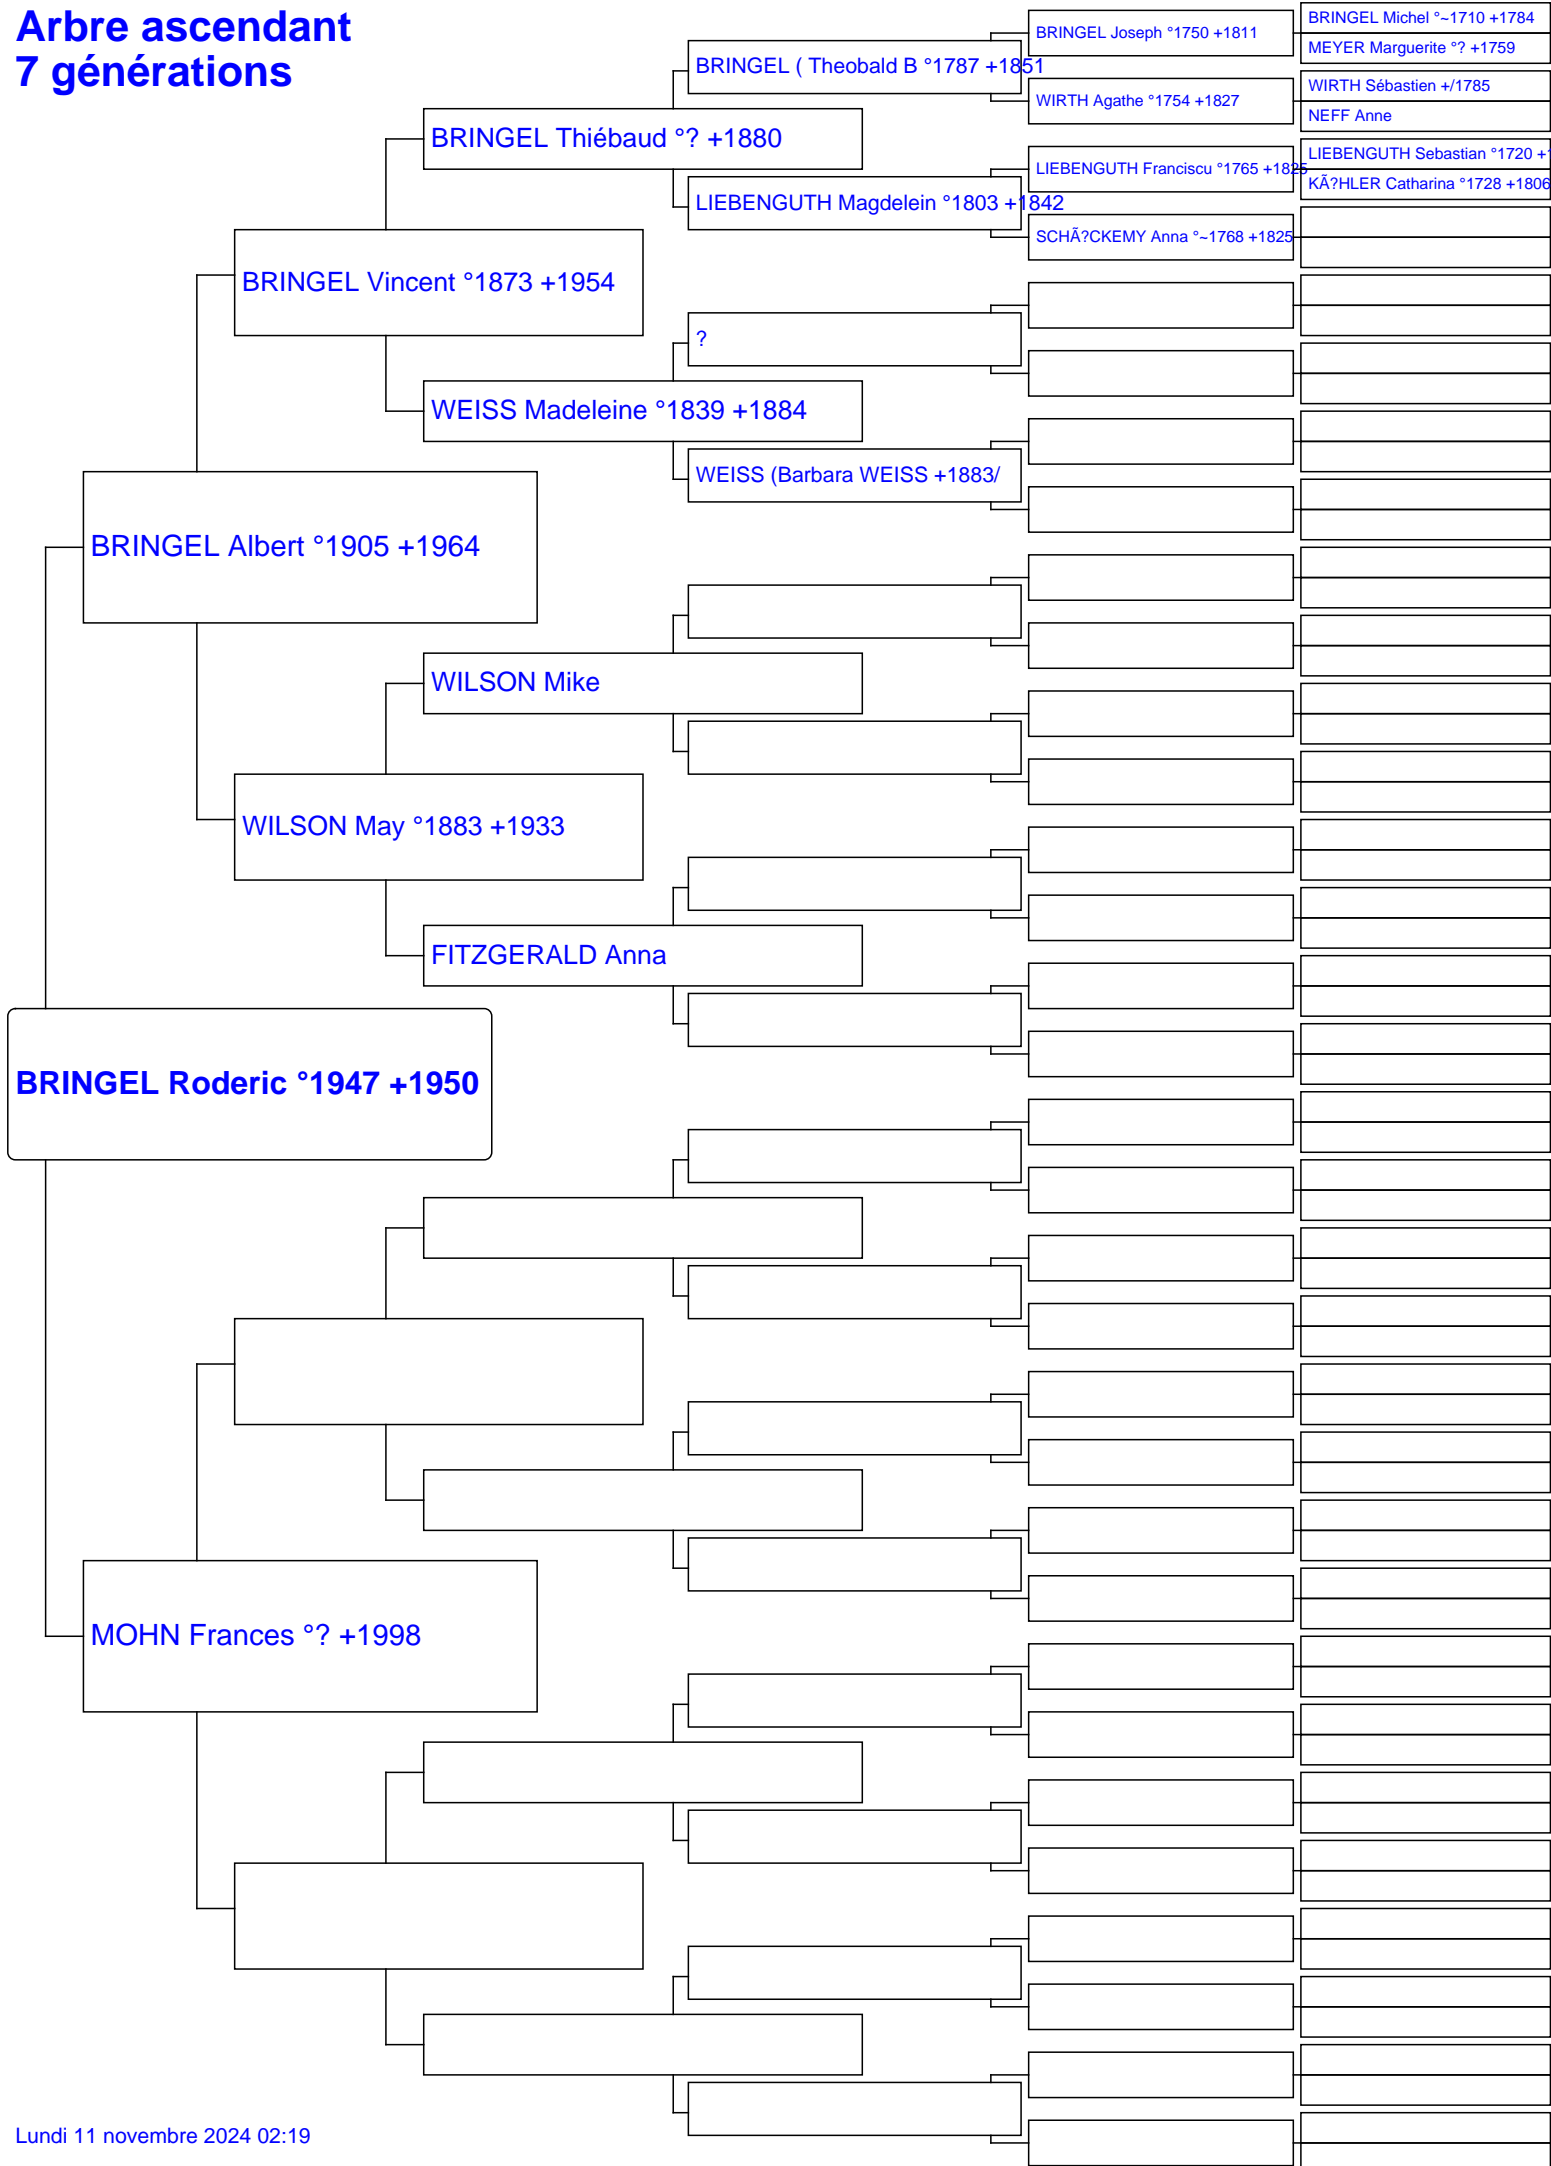 Arbre ascendant
7 générations
BRINGEL Joseph °1750 +1811
BRINGEL Michel °~1710 +1784
MEYER Marguerite °? +1759
BRINGEL ( Theobald B °1787 +1851
WIRTH Agathe °1754 +1827
WIRTH Sébastien +/1785
NEFF Anne
BRINGEL Thiébaud °? +1880
LIEBENGUTH Franciscu °1765 +1825
LIEBENGUTH Sebastian °1720 +1
KÃ?HLER Catharina °1728 +1806
LIEBENGUTH Magdelein °1803 +1842
SCHÃ?CKEMY Anna °~1768 +1825
BRINGEL Vincent °1873 +1954
?
WEISS Madeleine °1839 +1884
WEISS (Barbara WEISS +1883/
BRINGEL Albert °1905 +1964
WILSON Mike
WILSON May °1883 +1933
FITZGERALD Anna
BRINGEL Roderic °1947 +1950
MOHN Frances °? +1998
Lundi 11 novembre 2024 02:19